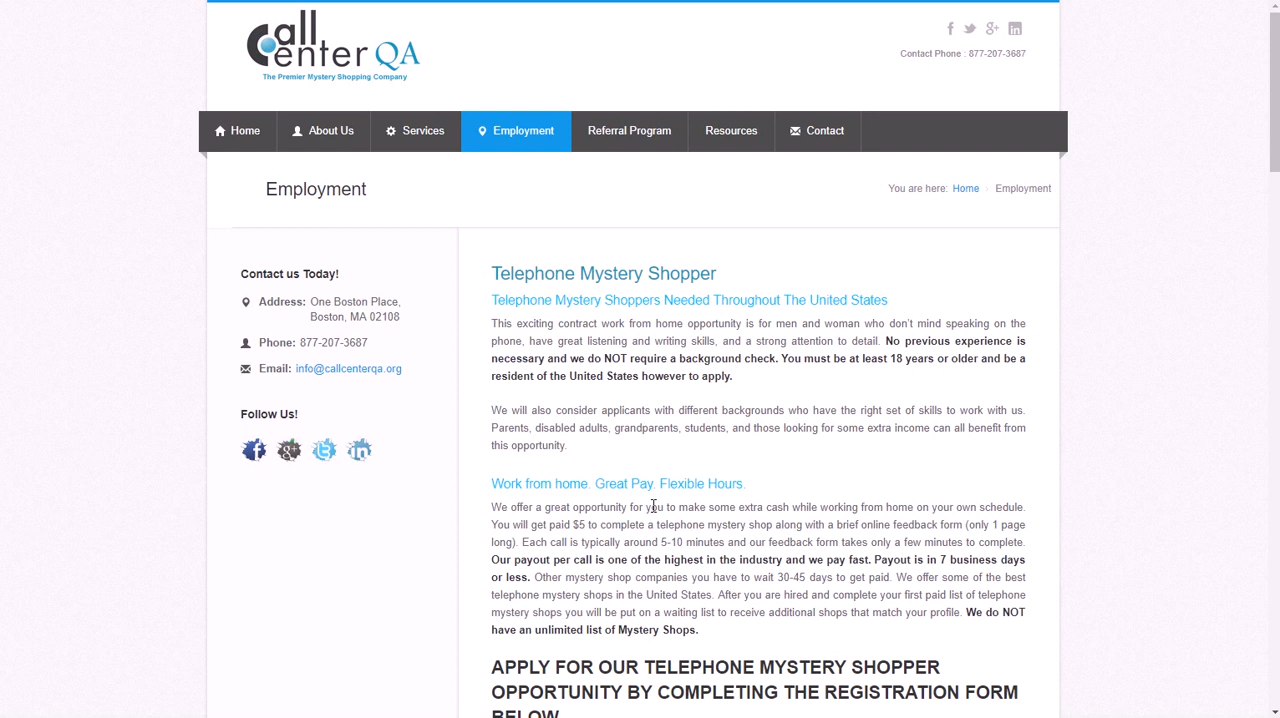 Call Center QA
The Premier Mystery Shopping Company
Contact Phone : 877-207-3687
Home
About Us
Services
Employment
Referral Program
Resources
Contact
Employment
You are here: Home Employment
Contact us Today!
Address: One Boston Place,
Boston, MA 02108
Phone: 877-207-3687
Email: info@callcenterqa.org
Follow Us!
Telephone Mystery Shopper
Telephone Mystery Shoppers Needed Throughout The United States
This exciting contract work from home opportunity is for men and woman who don't mind speaking on the
phone, have great listening and writing skills, and a strong attention to detail. No previous experience is
necessary and we do NOT require a background check. You must be at least 18 years or older and be a
resident of the United States however to apply.
We will also consider applicants with different backgrounds who have the right set of skills to work with us.
Parents, disabled adults, grandparents, students, and those looking for some extra income can all benefit from
this opportunity.
Work from home. Great Pay. Flexible Hours.
We offer a great opportunity for you to make some extra cash while working from home on your own schedule.
You will get paid $5 to complete a telephone mystery shop along with a brief online feedback form (only 1 page
long). Each call is typically around 5-10 minutes and our feedback form takes only a few minutes to complete.
Our payout per call is one of the highest in the industry and we pay fast. Payout is in 7 business days
or less. Other mystery shop companies you have to wait 30-45 days to get paid. We offer some of the best
telephone mystery shops in the United States. After you are hired and complete your first paid list of telephone
mystery shops you will be put on a waiting list to receive additional shops that match your profile. We do NOT
have an unlimited list of Mystery Shops.
APPLY FOR OUR TELEPHONE MYSTERY SHOPPER
OPPORTUNITY BY COMPLETING THE REGISTRATION FORM
BELOW